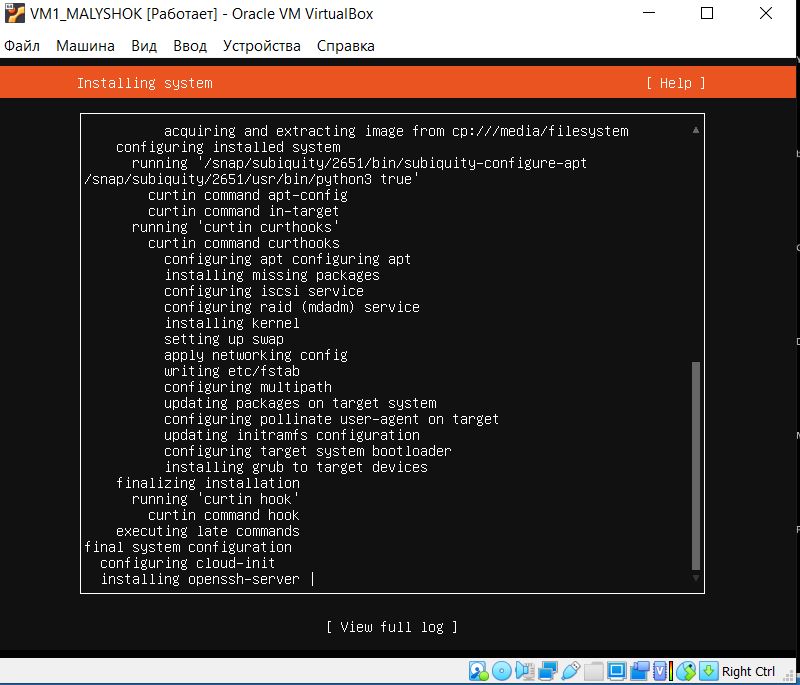 VM1_MALYSHOK [Работает] - Oracle VM VirtualBox
Файл Машина Вид Ввод Устройства Справка
Installing system [ Help ]
acquiring and extracting image from cp:///media/filesystem
configuring installed system
running '/snap/subiquity/2651/bin/subiquity-configure-apt
/snap/subiquity/2651/usr/bin/python3 true'
curtin command apt-config
curtin command in-target
running 'curtin curthooks'
curtin command curthooks
configuring apt configuring apt
installing missing packages
configuring iscsi service
configuring raid (mdadm) service
installing kernel
setting up swap
apply networking config
writing etc/fstab
configuring multipath
updating packages on target system
configuring pollinate user-agent on target
updating initramfs configuration
configuring target system bootloader
installing grub to target devices
finalizing installation
running 'curtin hook'
curtin command hook
executing late commands
final system configuration
configuring cloud-init
installing openssh-server |
[ View full log ]
Right Ctrl